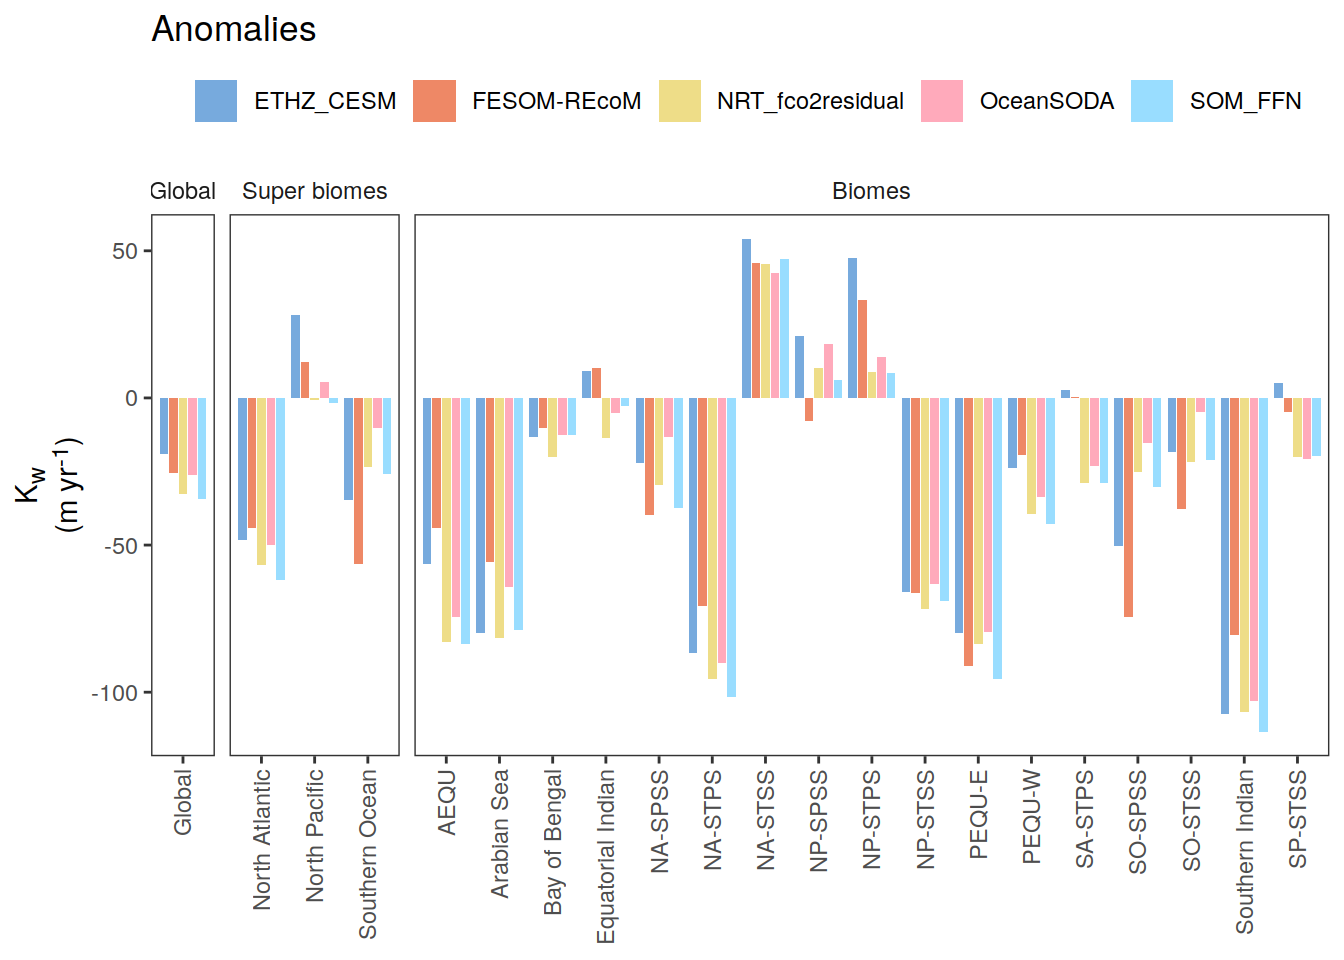 Anomalies
ETHZ_CESM FESOM-REcoM NRT_fco2residual OceanSODA SOM_FFN
Global Super biomes Biomes
50
0
-50
-100
Kw
(m yr-1)
Global
North Atlantic
North Pacific
Southern Ocean
AEQU
Arabian Sea
Bay of Bengal
Equatorial Indian
NA-SPSS
NA-STPS
NA-STSS
NP-SPSS
NP-STPS
NP-STSS
PEQU-E
PEQU-W
SA-STPS
SO-SPSS
SO-STSS
Southern Indian
SP-STSS